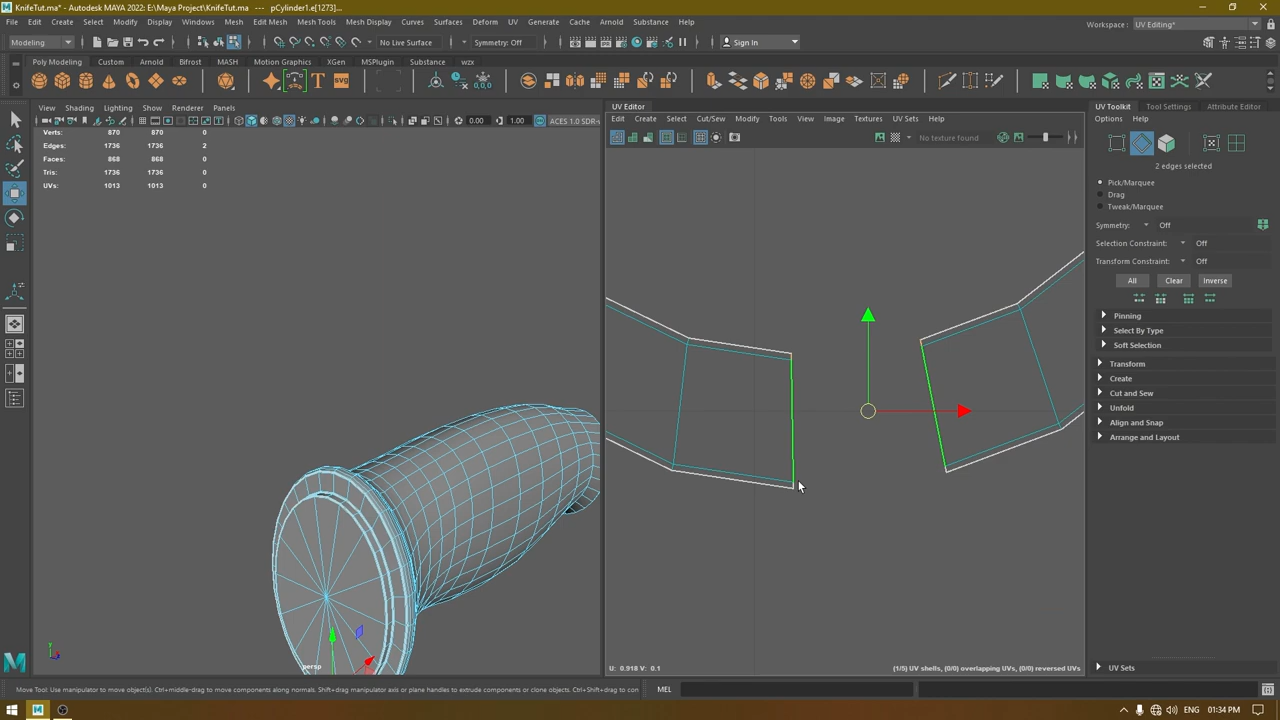 KnifeTut.ma* - Autodesk MAYA 2022: E:\Maya Project\KnifeTut.ma --- pCylinder1.e[1273]...
File Edit Create Select Modify Display Windows Mesh Edit Mesh Mesh Tools Mesh Display Curves Surfaces Deform UV Generate Cache Arnold Substance Help
Workspace : UV Editing*
Modeling No Live Surface Symmetry: Off Sign In
Poly Modeling Custom Arnold Bifrost MASH Motion Graphics XGen MSPlugin Substance wzx
View Shading Lighting Show Renderer Panels
0.00 1.00 ACES 1.0 SDR-v
Verts: 870 870 0
Edges: 1736 1736 2
Faces: 868 868 0
Tris: 1736 1736 0
UVs: 1013 1013 0
persp
UV Editor
Edit Create Select Cut/Sew Modify Tools View Image Textures UV Sets Help
No texture found
U: 0.918 V: 0.1
(1/5) UV shells, (0/0) overlapping UVs, (0/0) reversed UVs
UV Toolkit Tool Settings Attribute Editor
Options Help
2 edges selected
Pick/Marquee
Drag
Tweak/Marquee
Symmetry: Off
Selection Constraint: Off
Transform Constraint: Off
All Clear Inverse
Pinning
Select By Type
Soft Selection
Transform
Create
Cut and Sew
Unfold
Align and Snap
Arrange and Layout
UV Sets
Move Tool: Use manipulator to move object(s). Ctrl+middle-drag to move components along normals. Shift+drag manipulator axis or plane handles to extrude components or clone objects. Ctrl+Shift+drag to con
MEL
ENG 01:34 PM